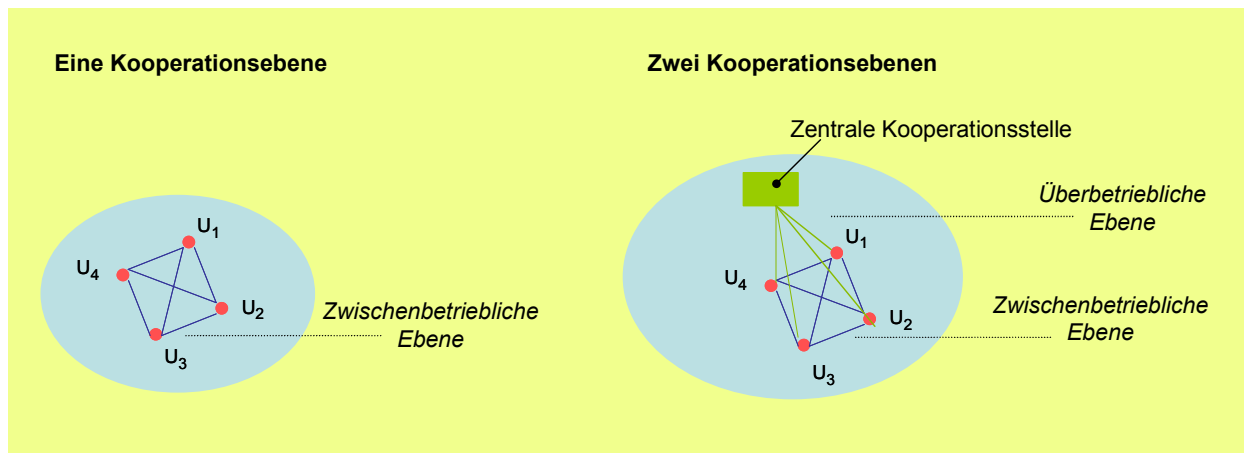 Eine Kooperationsebene
U₁
U₄
U₂
U₃
Zwischenbetriebliche
Ebene
Zwei Kooperationsebenen
Zentrale Kooperationsstelle
Überbetriebliche
Ebene
U₁
U₄
U₂
U₃
Zwischenbetriebliche
Ebene